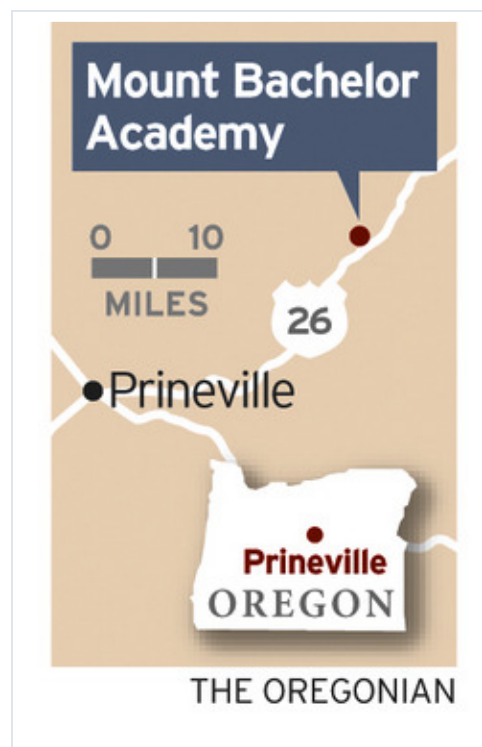 Mount Bachelor
Academy
0 10
MILES
26
Prineville
Prineville
OREGON
THE OREGONIAN